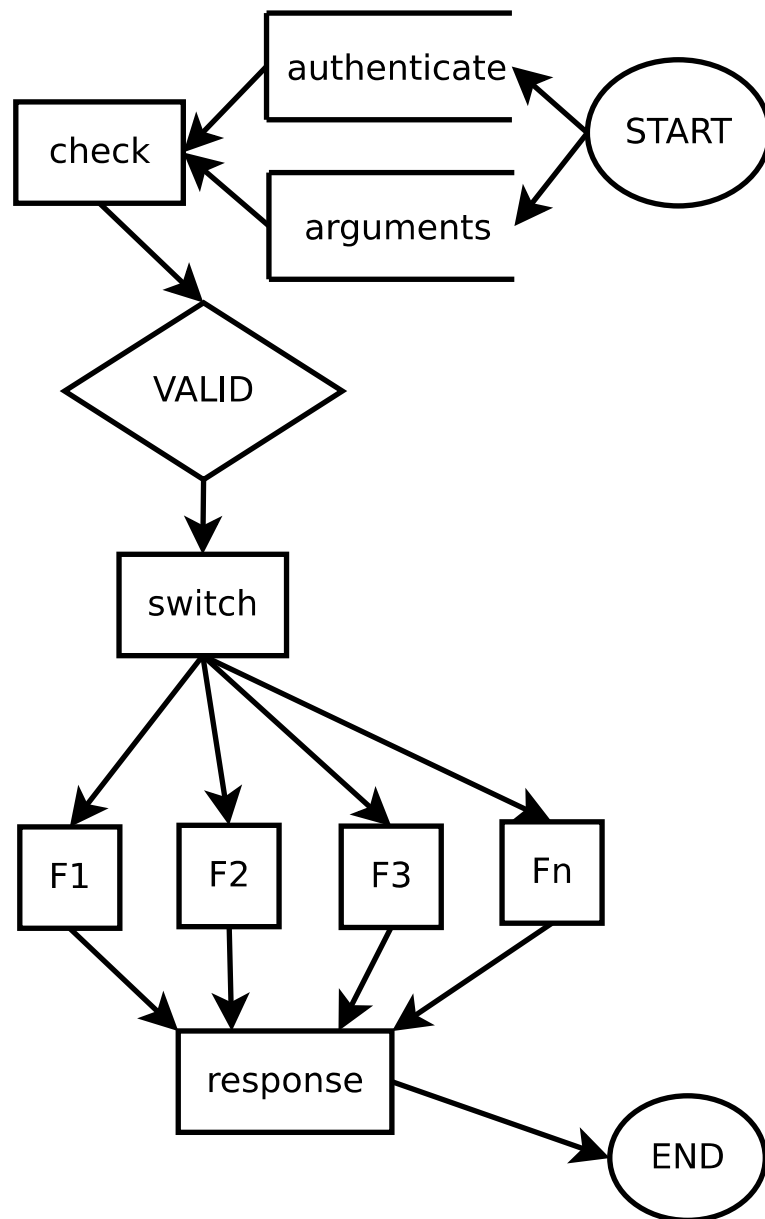 authenticate
START
check
arguments
VALID
switch
F1
F2
F3
Fn
response
END